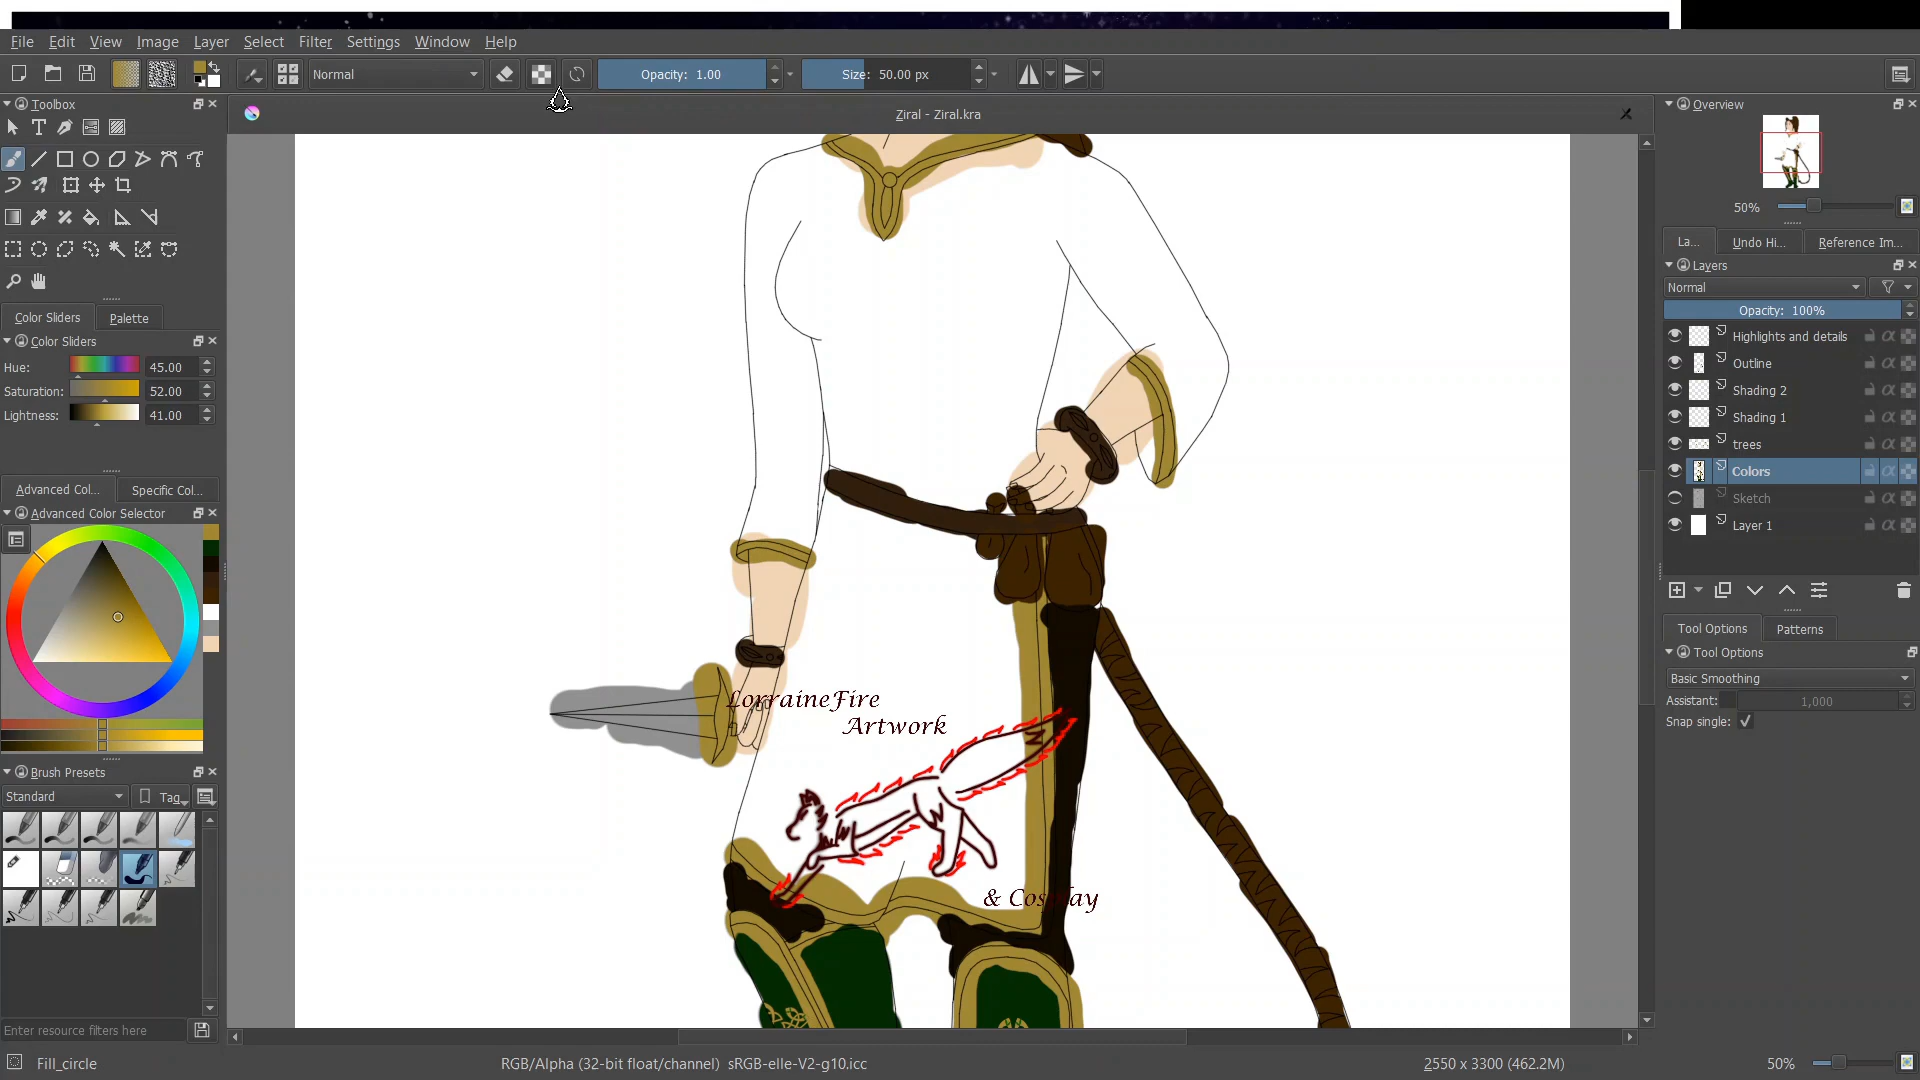 File Edit View Image Layer Select Filter Settings Window Help
Normal
Opacity: 1.00
Size: 50.00 px
Toolbox
Ziral - Ziral.kra
Overview
50%
La... Undo Hi... Reference Im...
Layers
Normal
Opacity: 100%
Highlights and details
Outline
Shading 2
Shading 1
trees
Colors
Sketch
Layer 1
Color Sliders Palette
Color Sliders
Hue: 45.00
Saturation: 52.00
Lightness: 41.00
Advanced Col... Specific Col...
Advanced Color Selector
Tool Options Patterns
Tool Options
Basic Smoothing
Assistant: 1,000
Snap single:
LorraineFire
Artwork
& Cosplay
Brush Presets
Standard
Tag
Enter resource filters here
Fill_circle
RGB/Alpha (32-bit float/channel) sRGB-elle-V2-g10.icc
2550 x 3300 (462.2M)
50%